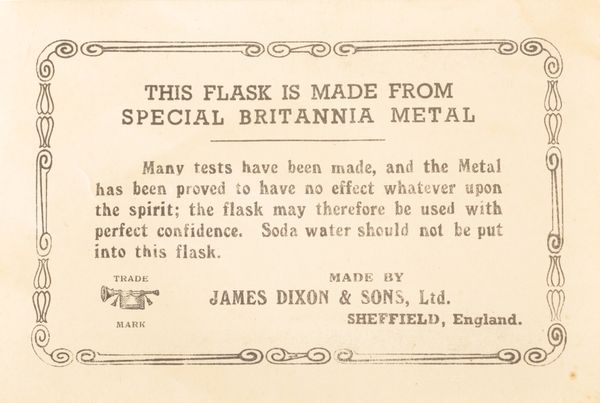 THIS FLASK IS MADE FROM
SPECIAL BRITANNIA METAL
Many tests have been made, and the Metal
has been proved to have no effect whatever upon
the spirit; the flask may therefore be used with
perfect confidence. Soda water should not be put
into this flask.
TRADE
MARK
MADE BY
JAMES DIXON & SONS, Ltd.
SHEFFIELD, England.